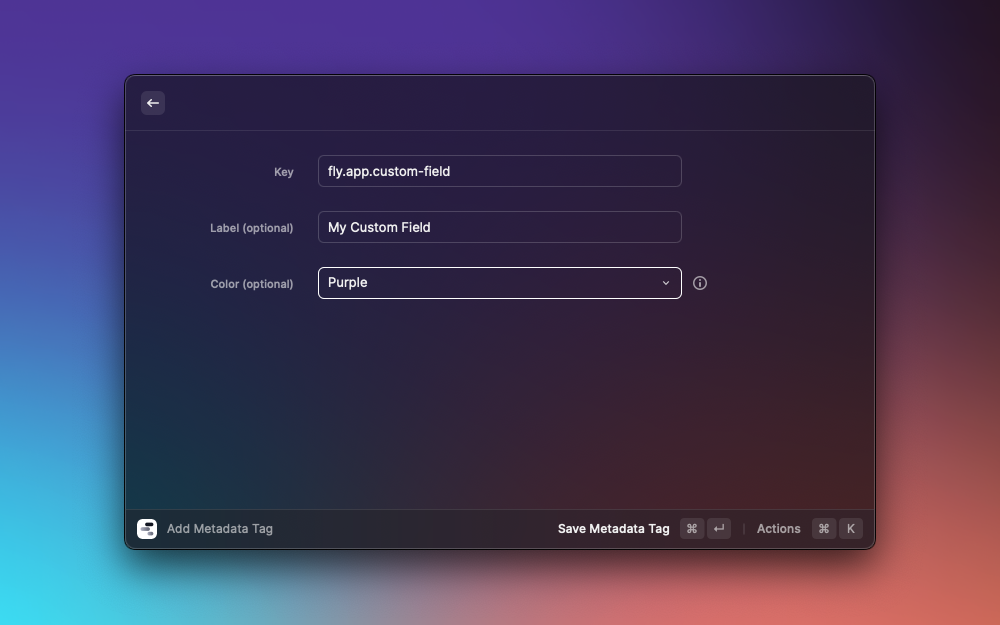 Key
fly.app.custom-field
Label (optional)
My Custom Field
Color (optional)
Purple
Add Metadata Tag
Save Metadata Tag ⌘ ↵ Actions ⌘ K